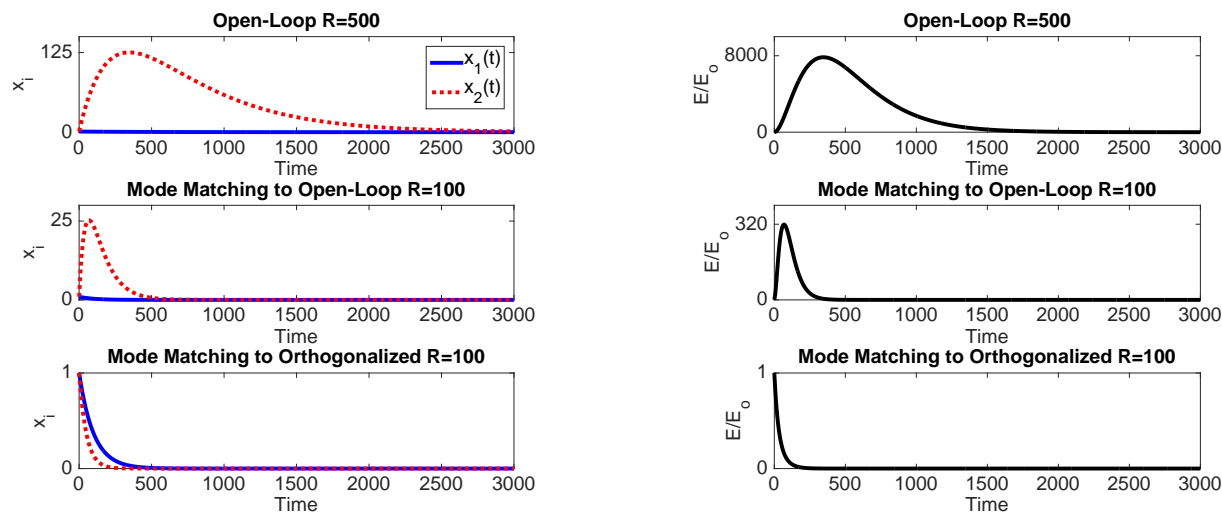 Open-Loop R=500
x_i
125
0
x_1(t)
x_2(t)
0 500 1000 1500 2000 2500 3000
Time
Open-Loop R=500
E/E_o
8000
0
0 500 1000 1500 2000 2500 3000
Time
Mode Matching to Open-Loop R=100
x_i
25
0
0 500 1000 1500 2000 2500 3000
Time
Mode Matching to Open-Loop R=100
E/E_o
320
0
0 500 1000 1500 2000 2500 3000
Time
Mode Matching to Orthogonalized R=100
x_i
1
0
0 500 1000 1500 2000 2500 3000
Time
Mode Matching to Orthogonalized R=100
E/E_o
1
0
0 500 1000 1500 2000 2500 3000
Time